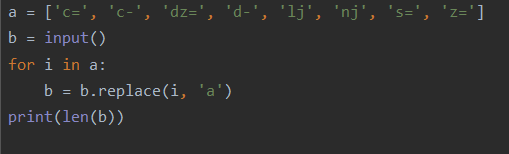 a = ['c=', 'c-', 'dz=', 'd-', 'lj', 'nj', 's=', 'z=']
b = input()
for i in a:
    b = b.replace(i, 'a')
print(len(b))